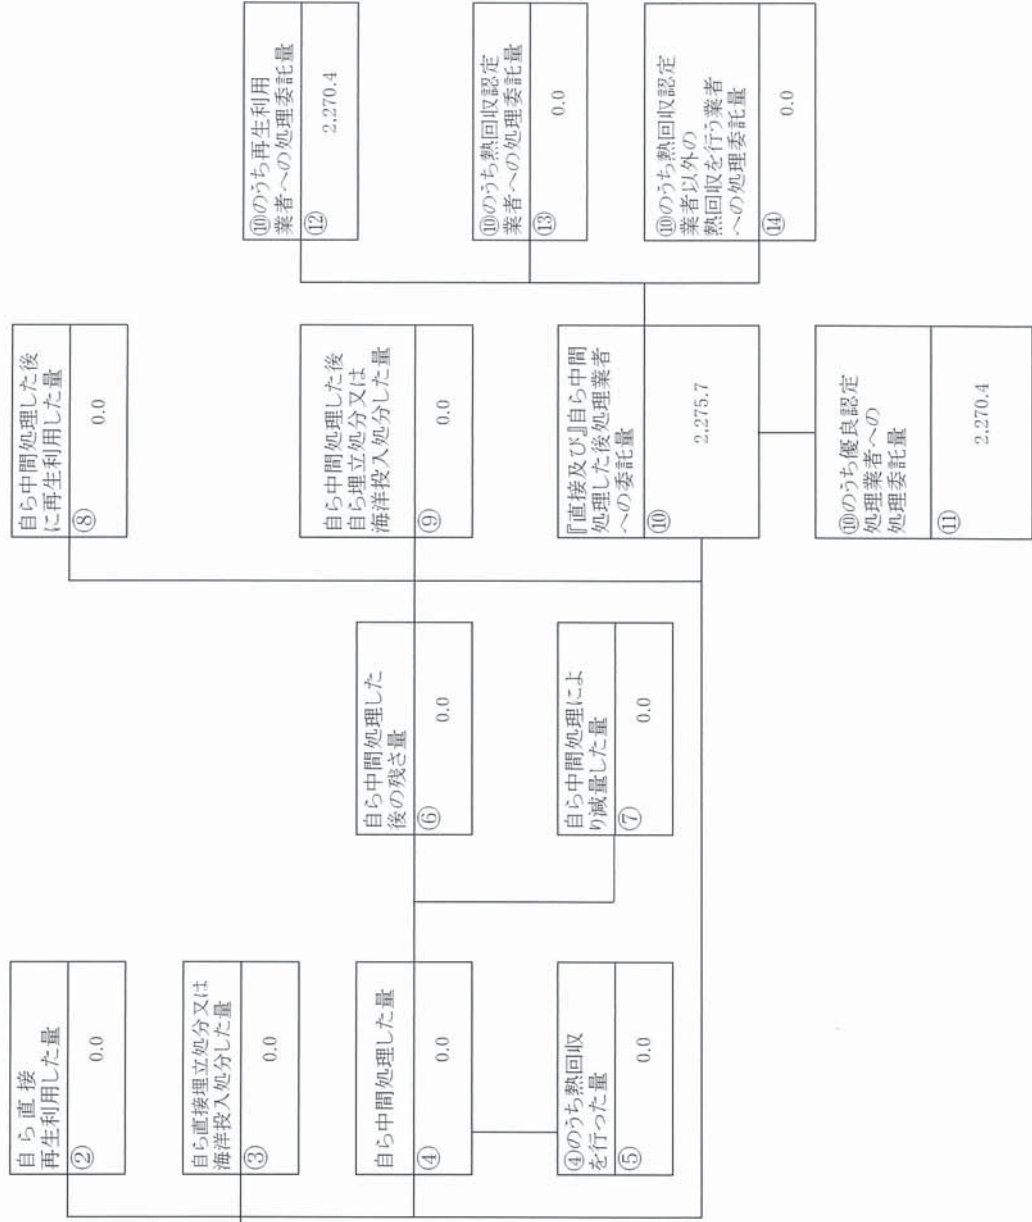 自 ら 直 接
再生利用した量
②
0.0
自ら直接埋立処分又は
海洋投入処分した量
③
0.0
自ら中間処理した量
④
0.0
④のうち熱回収
を行った量
⑤
0.0
自ら中間処理した
後の残さ量
⑥
0.0
自ら中間処理によ
り減量した量
⑦
0.0
自ら中間処理した後
に再生利用した量
⑧
0.0
自ら中間処理した後
自ら埋立処分又は
海洋投入処分した量
⑨
0.0
『直接及び』自ら中間
処理した後処理業者
への委託量
⑩
2,275.7
⑩のうち優良認定
処理業者への
処理委託量
⑪
2,270.4
⑩のうち再生利用
業者への処理委託量
⑫
2,270.4
⑩のうち熱回収認定
業者への処理委託量
⑬
0.0
⑩のうち熱回収認定
業者以外の
熱回収を行う業者
への処理委託量
⑭
0.0